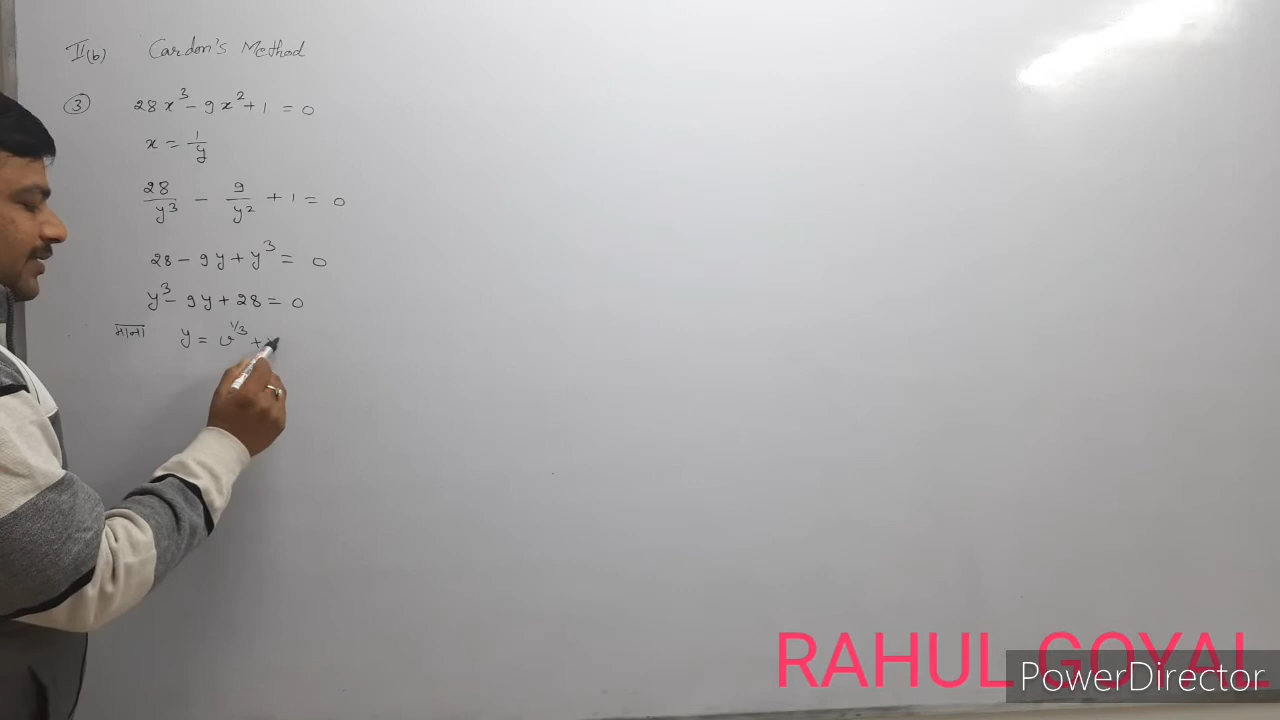 II(b) Cardon's Method
③ 28x³ - 9x² + 1 = 0
x = 1/y
28/y³ - 9/y² + 1 = 0
28 - 9y + y³ = 0
y³ - 9y + 28 = 0
माना y = v^1/3 +
RAHUL GOYAL
PowerDirector